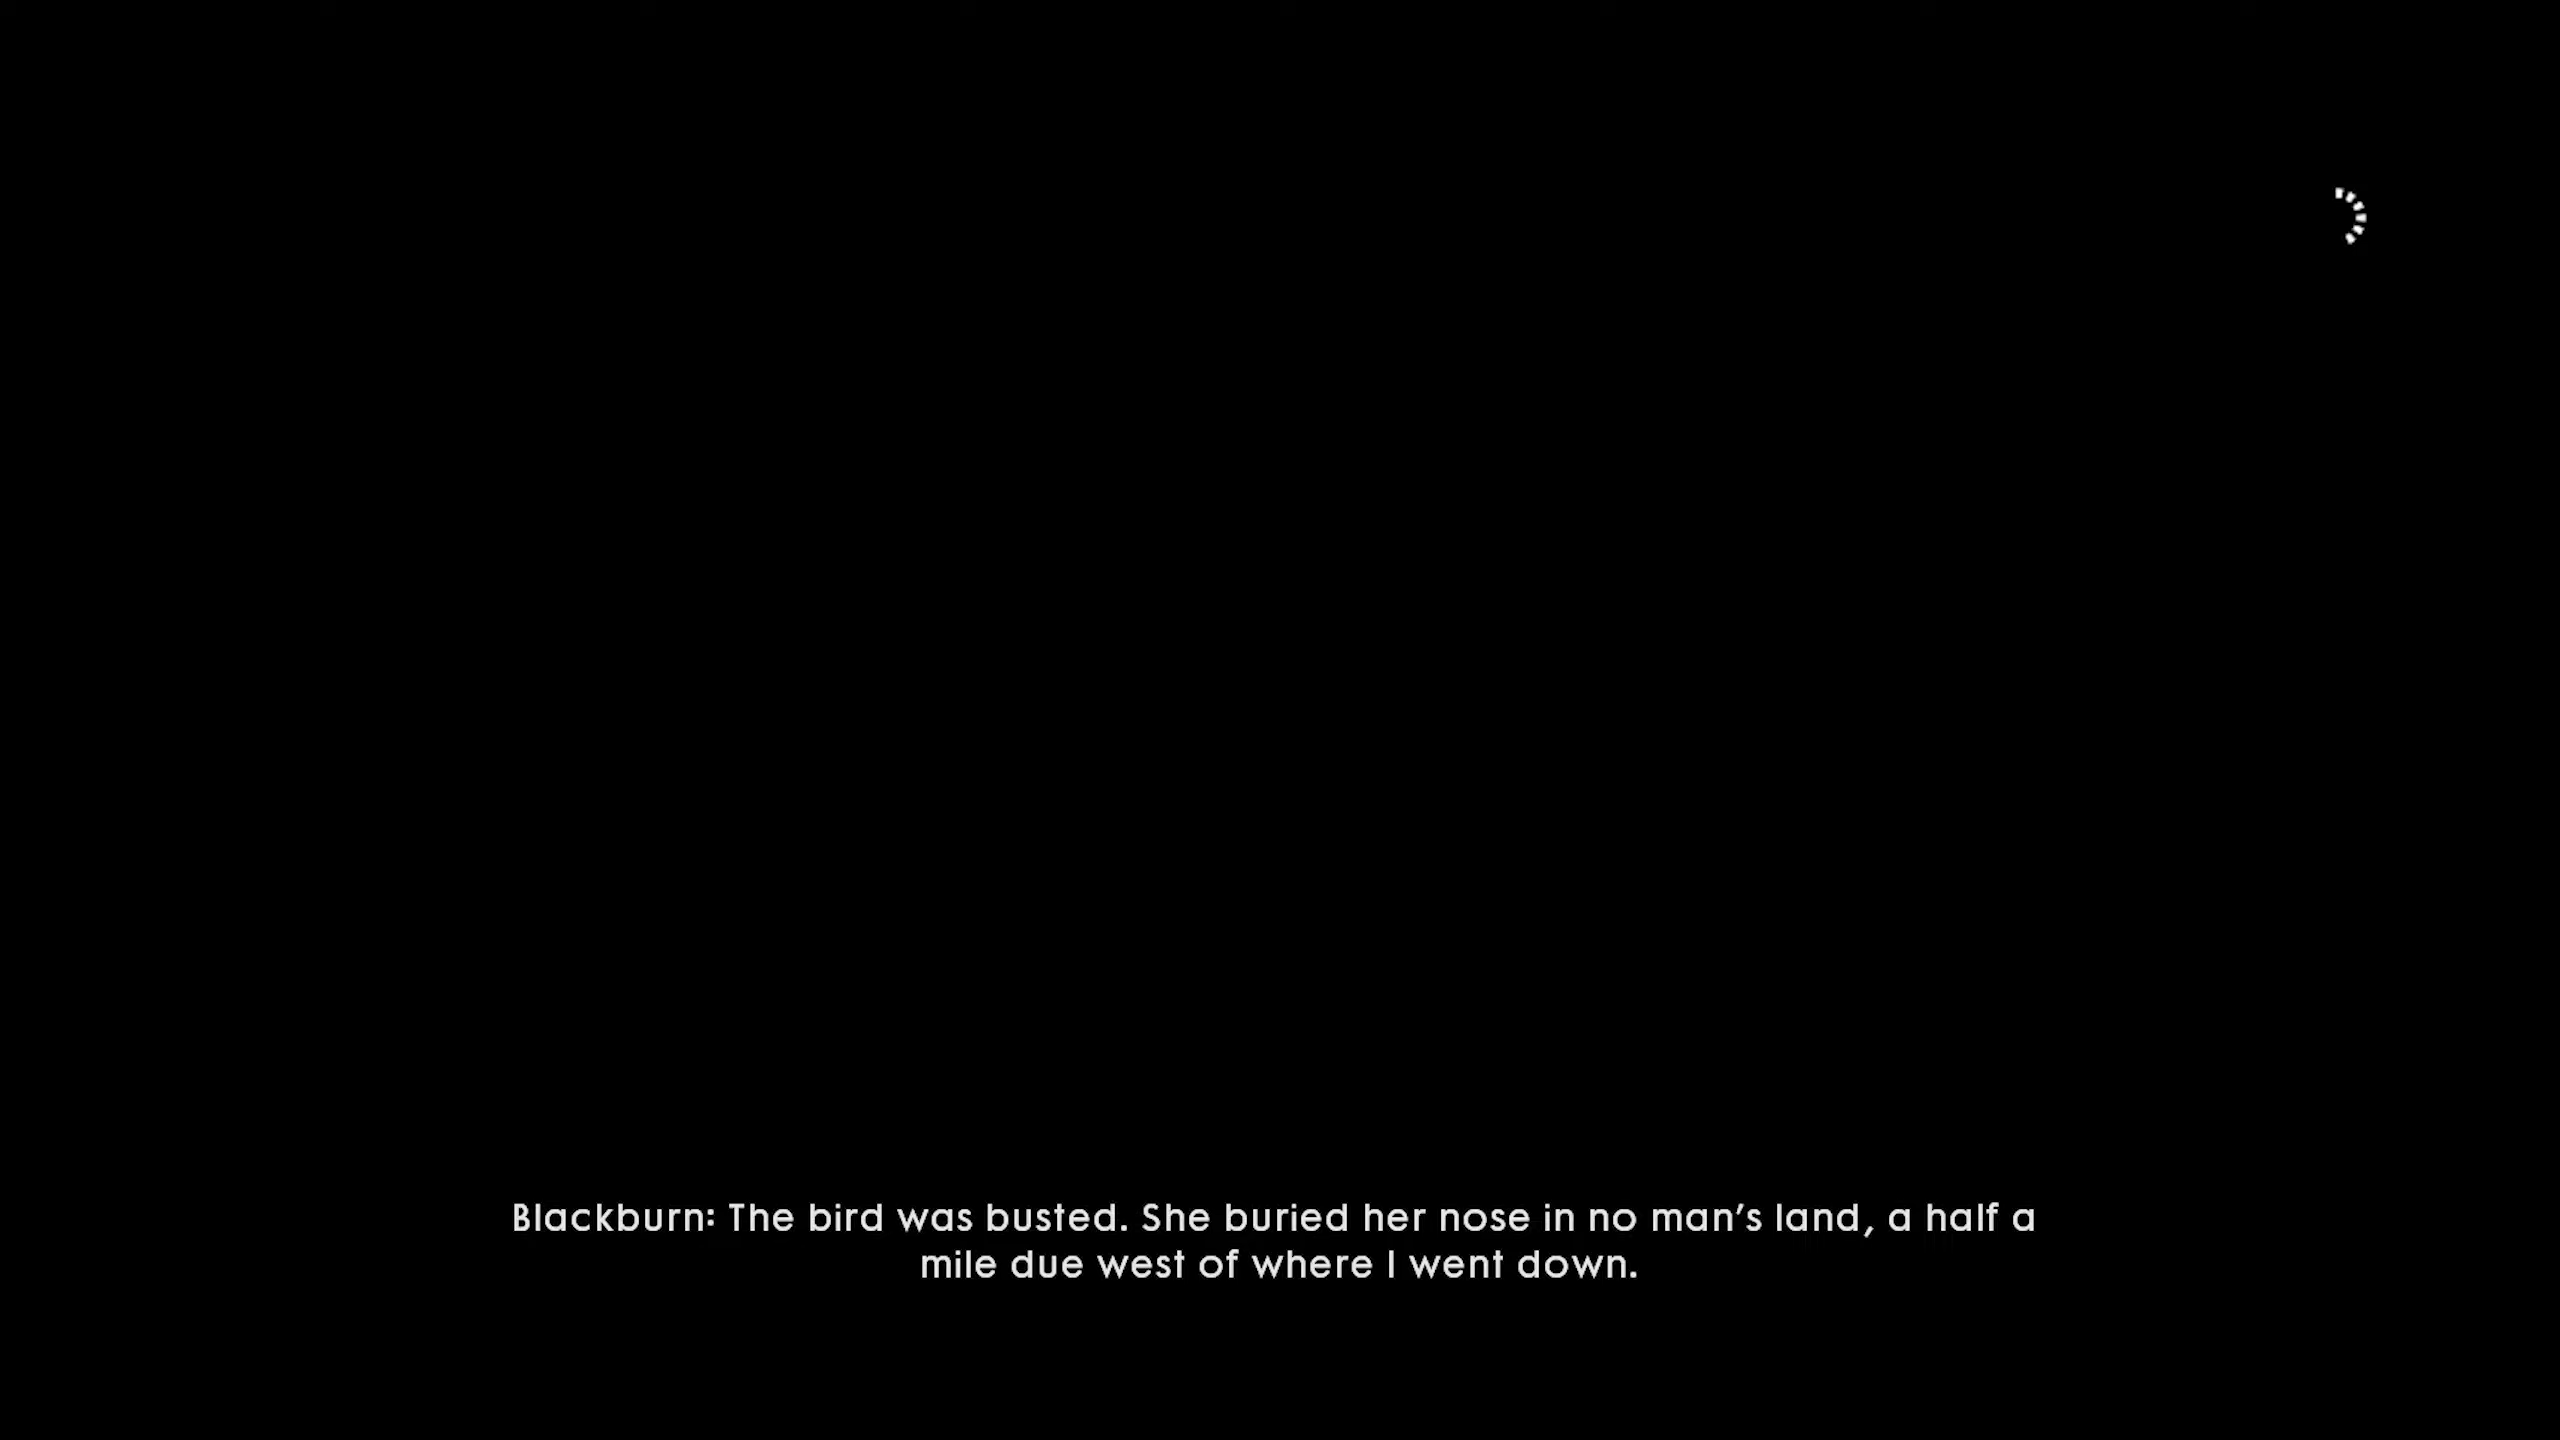 Blackburn: The bird was busted. She buried her nose in no man's land, a half a
mile due west of where I went down.